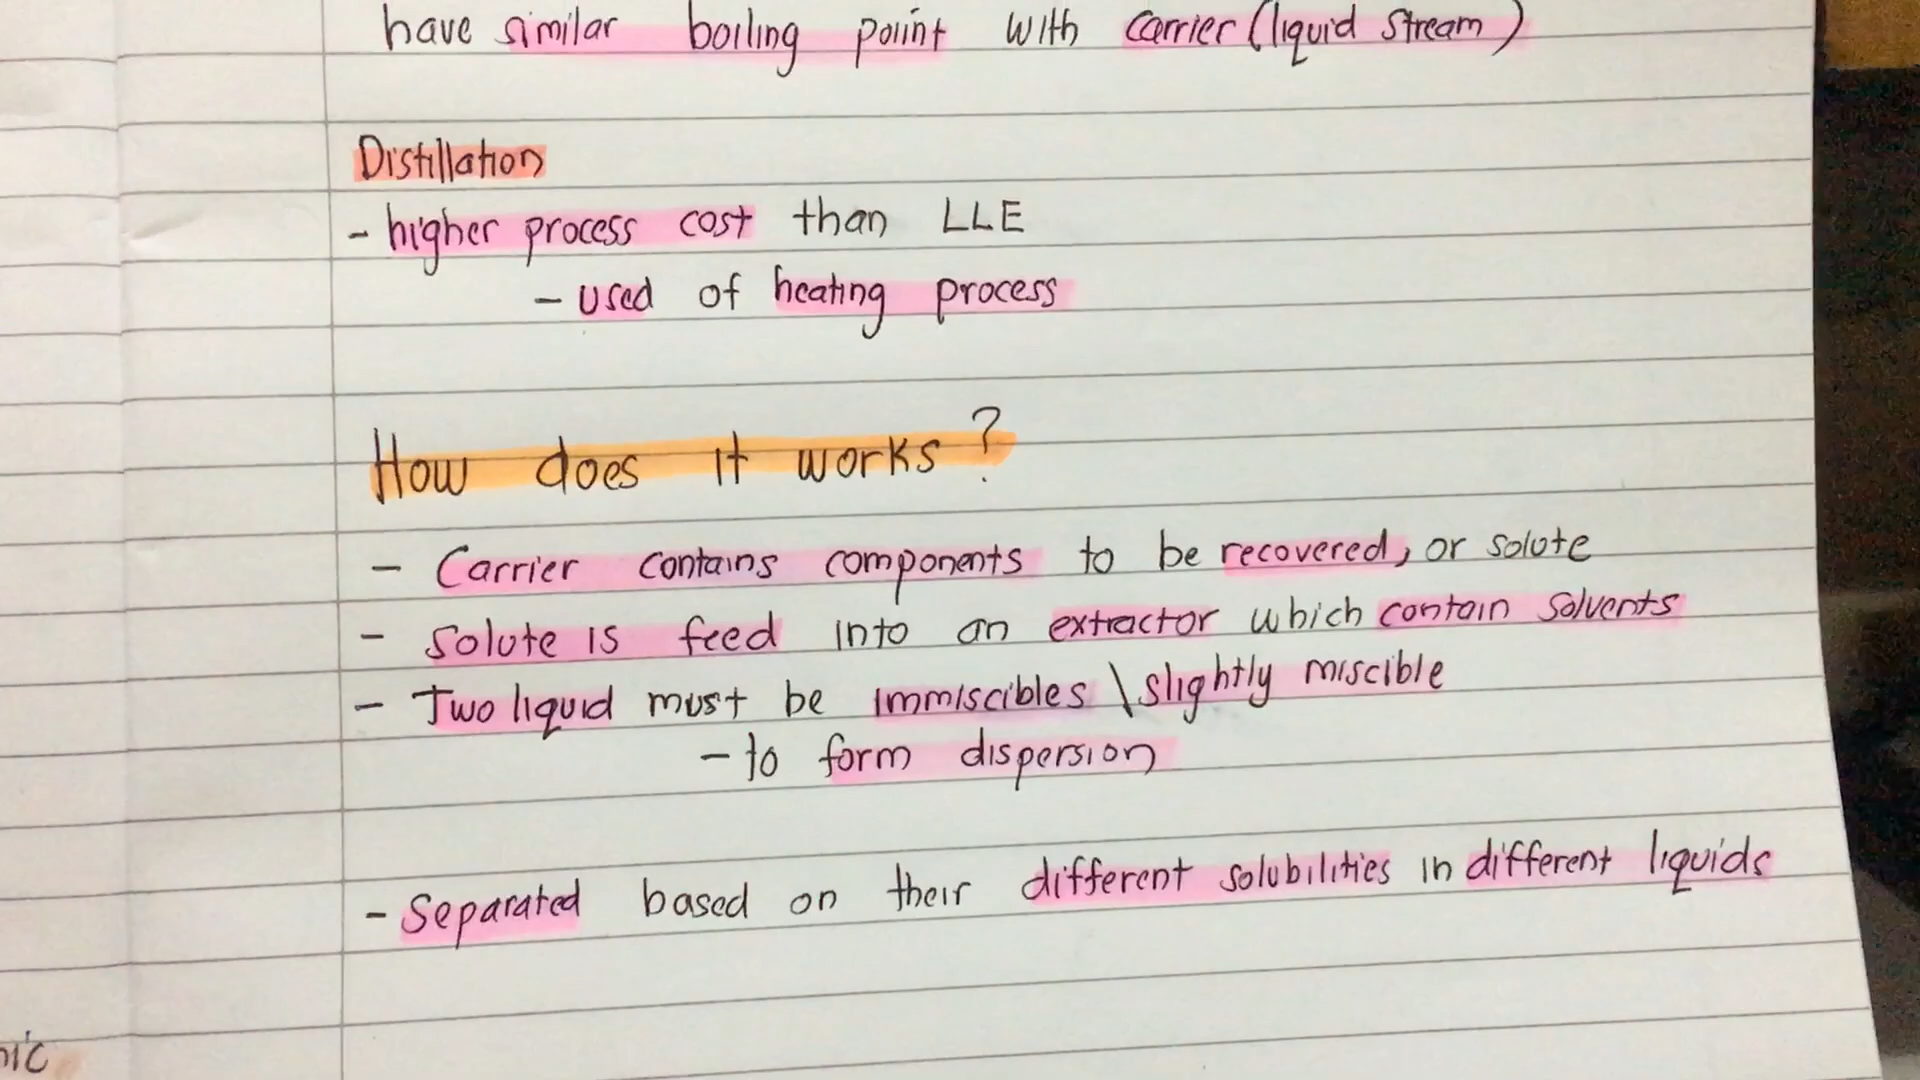 have similar boiling point with carrier (liquid stream)
Distillation
- higher process cost than LLE
- used of heating process
How does it works?
- Carrier contains components to be recovered, or solute
- Solute is feed into an extractor which contain solvents
- Two liquid must be immiscibles \ slightly miscible
- to form dispersion
- Separated based on their different solubilities in different liquids